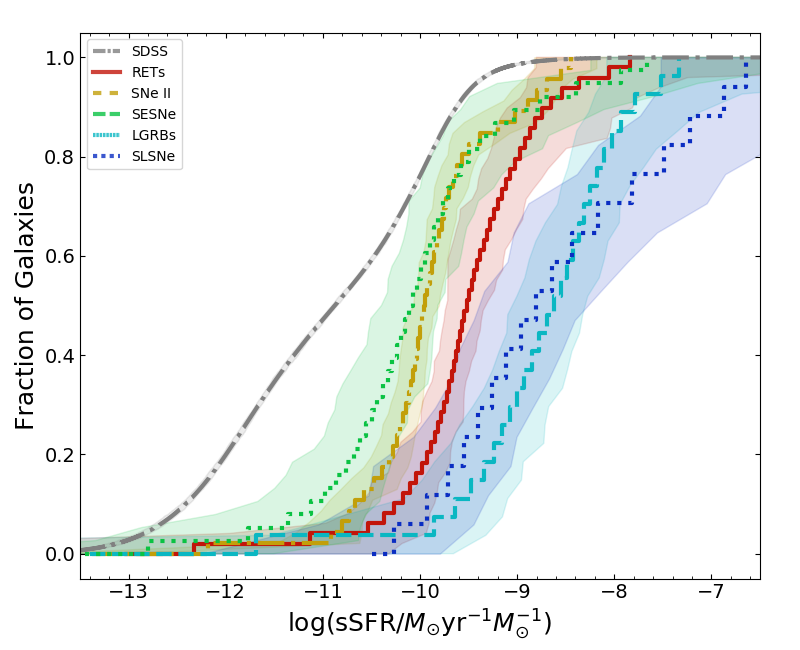 SDSS
RETs
SNe II
SESNe
LGRBs
SLSNe
1.0
0.8
0.6
0.4
0.2
0.0
Fraction of Galaxies
−13 −12 −11 −10 −9 −8 −7
log(sSFR/M⊙yr⁻¹M⊙⁻¹)